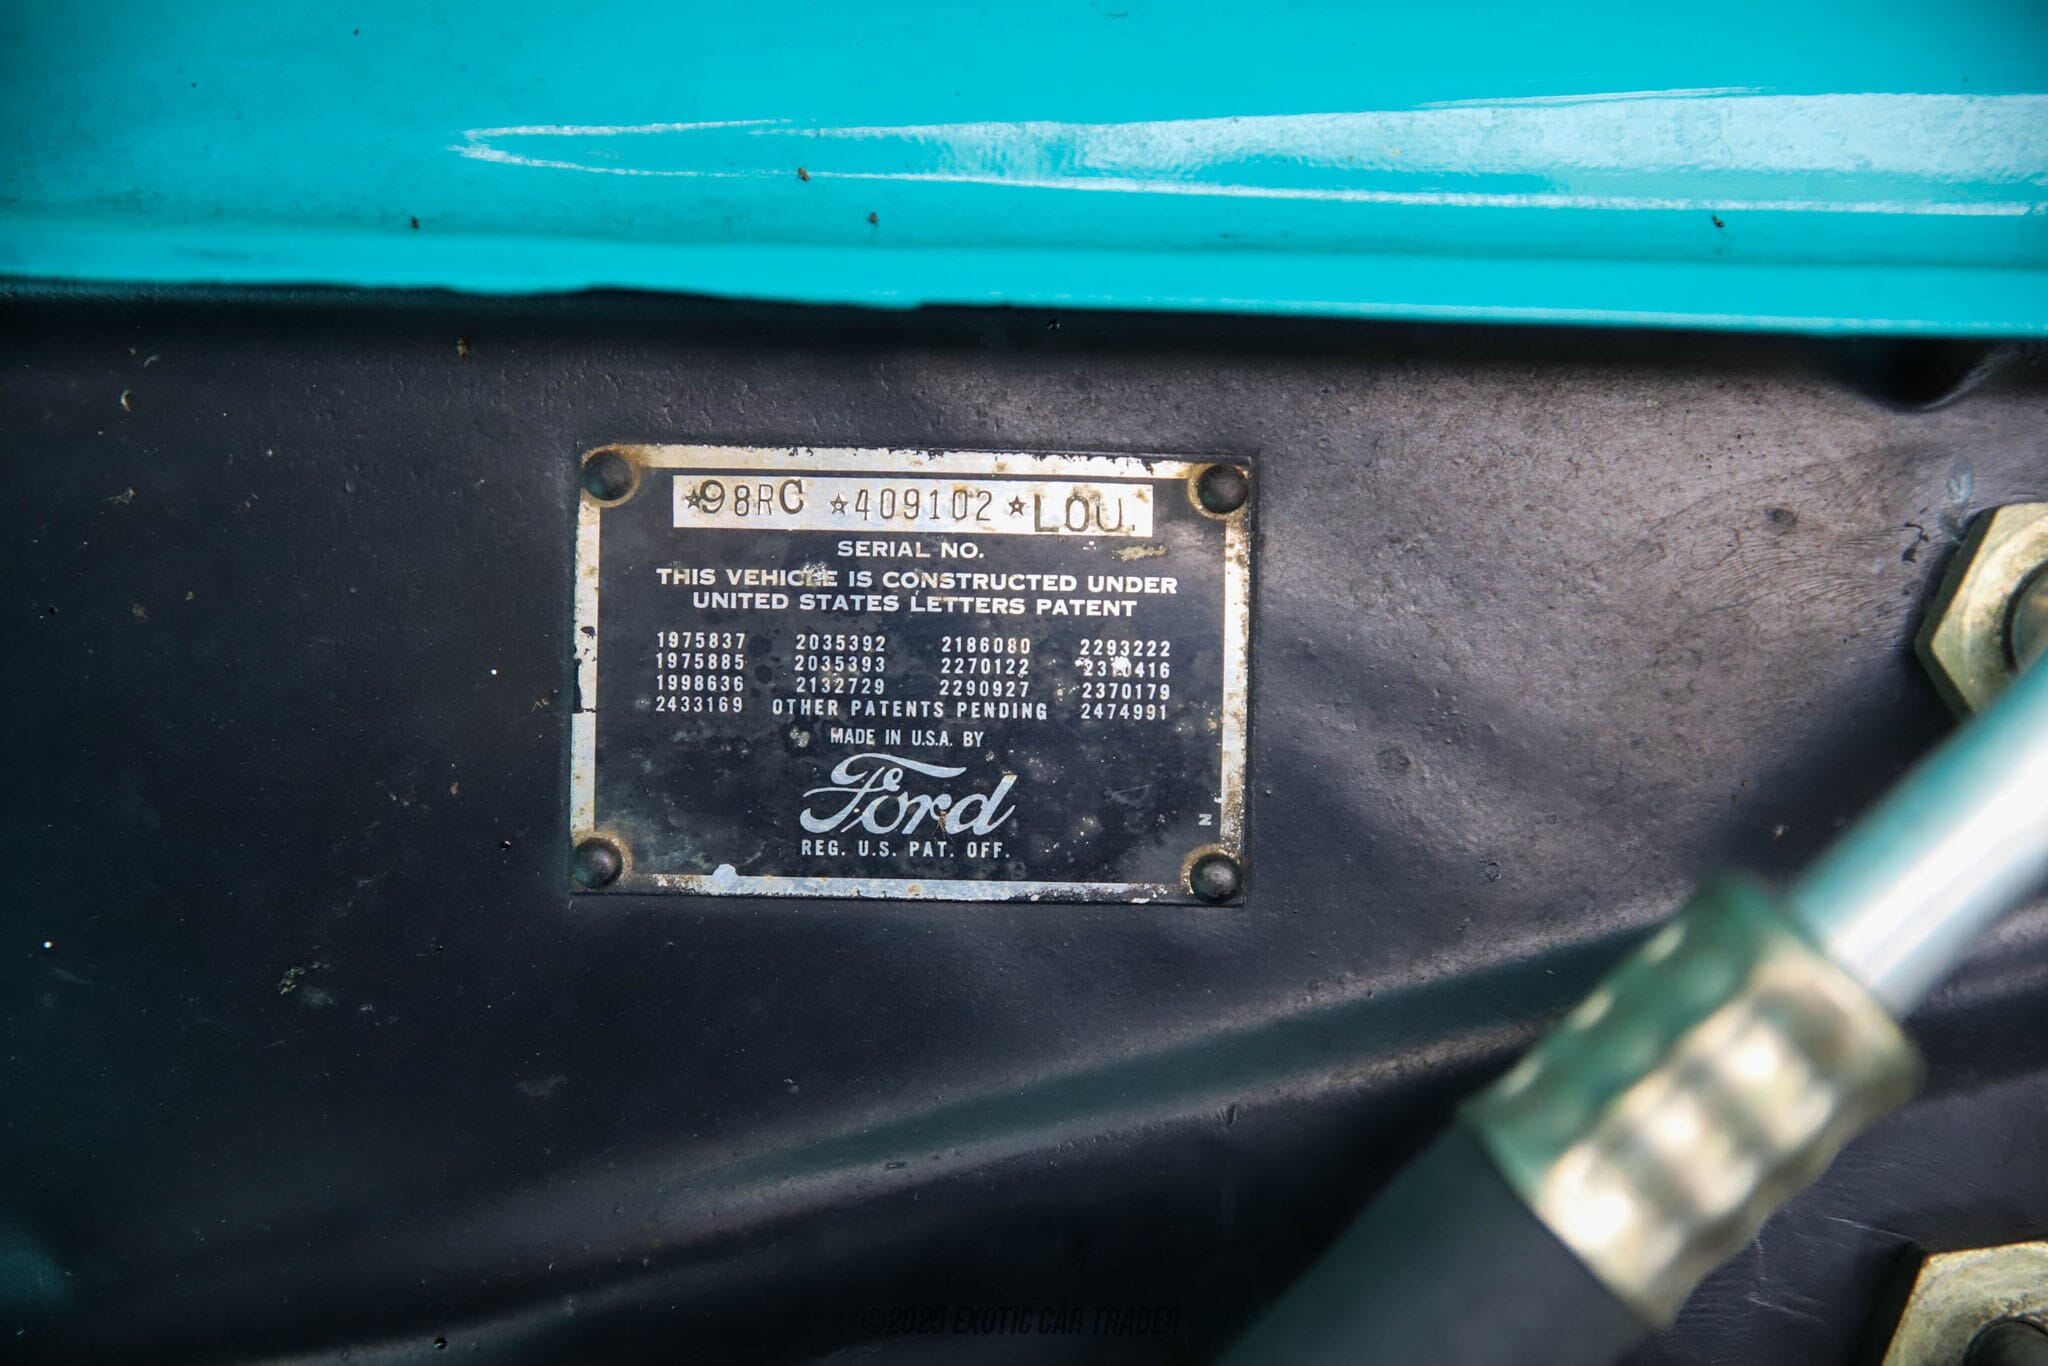 ★98RC ★409102★LOU.
SERIAL NO.
THIS VEHICLE IS CONSTRUCTED UNDER
UNITED STATES LETTERS PATENT
1975837 2035392 2186080 2293222
1975885 2035393 2270122 2310416
1998636 2132729 2290927 2370179
2433169 OTHER PATENTS PENDING 2474991
MADE IN U.S.A. BY
Ford
REG. U.S. PAT. OFF.
N
©2025 EXOTIC CAR TRADER